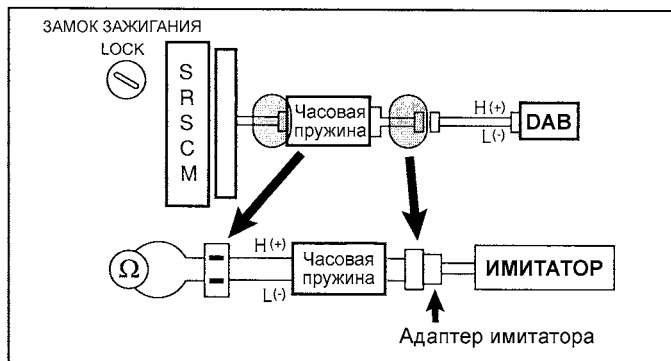 ЗАМОК ЗАЖИГАНИЯ
LOCK
S
R
S
C
M
Часовая
пружина
H (+)
L(-)
DAB
Ω
H (+)
L(-)
Часовая
пружина
ИМИТАТОР
Адаптер имитатора